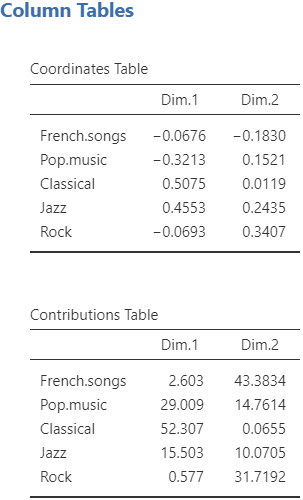 Column Tables
Coordinates Table
Dim.1 Dim.2
French.songs −0.0676 −0.1830
Pop.music −0.3213 0.1521
Classical 0.5075 0.0119
Jazz 0.4553 0.2435
Rock −0.0693 0.3407
Contributions Table
Dim.1 Dim.2
French.songs 2.603 43.3834
Pop.music 29.009 14.7614
Classical 52.307 0.0655
Jazz 15.503 10.0705
Rock 0.577 31.7192